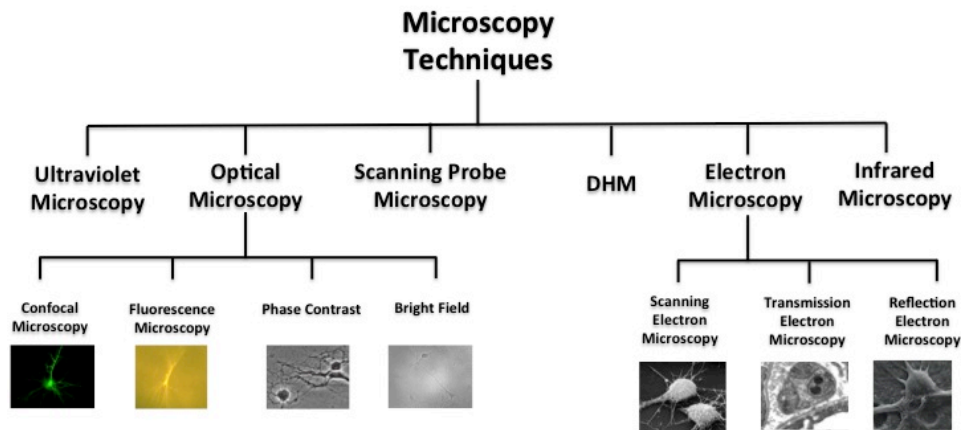 Microscopy
Techniques
Ultraviolet
Microscopy
Optical
Microscopy
Scanning Probe
Microscopy
DHM
Electron
Microscopy
Infrared
Microscopy
Confocal
Microscopy
Fluorescence
Microscopy
Phase Contrast
Bright Field
Scanning
Electron
Microscopy
Transmission
Electron
Microscopy
Reflection
Electron
Microscopy